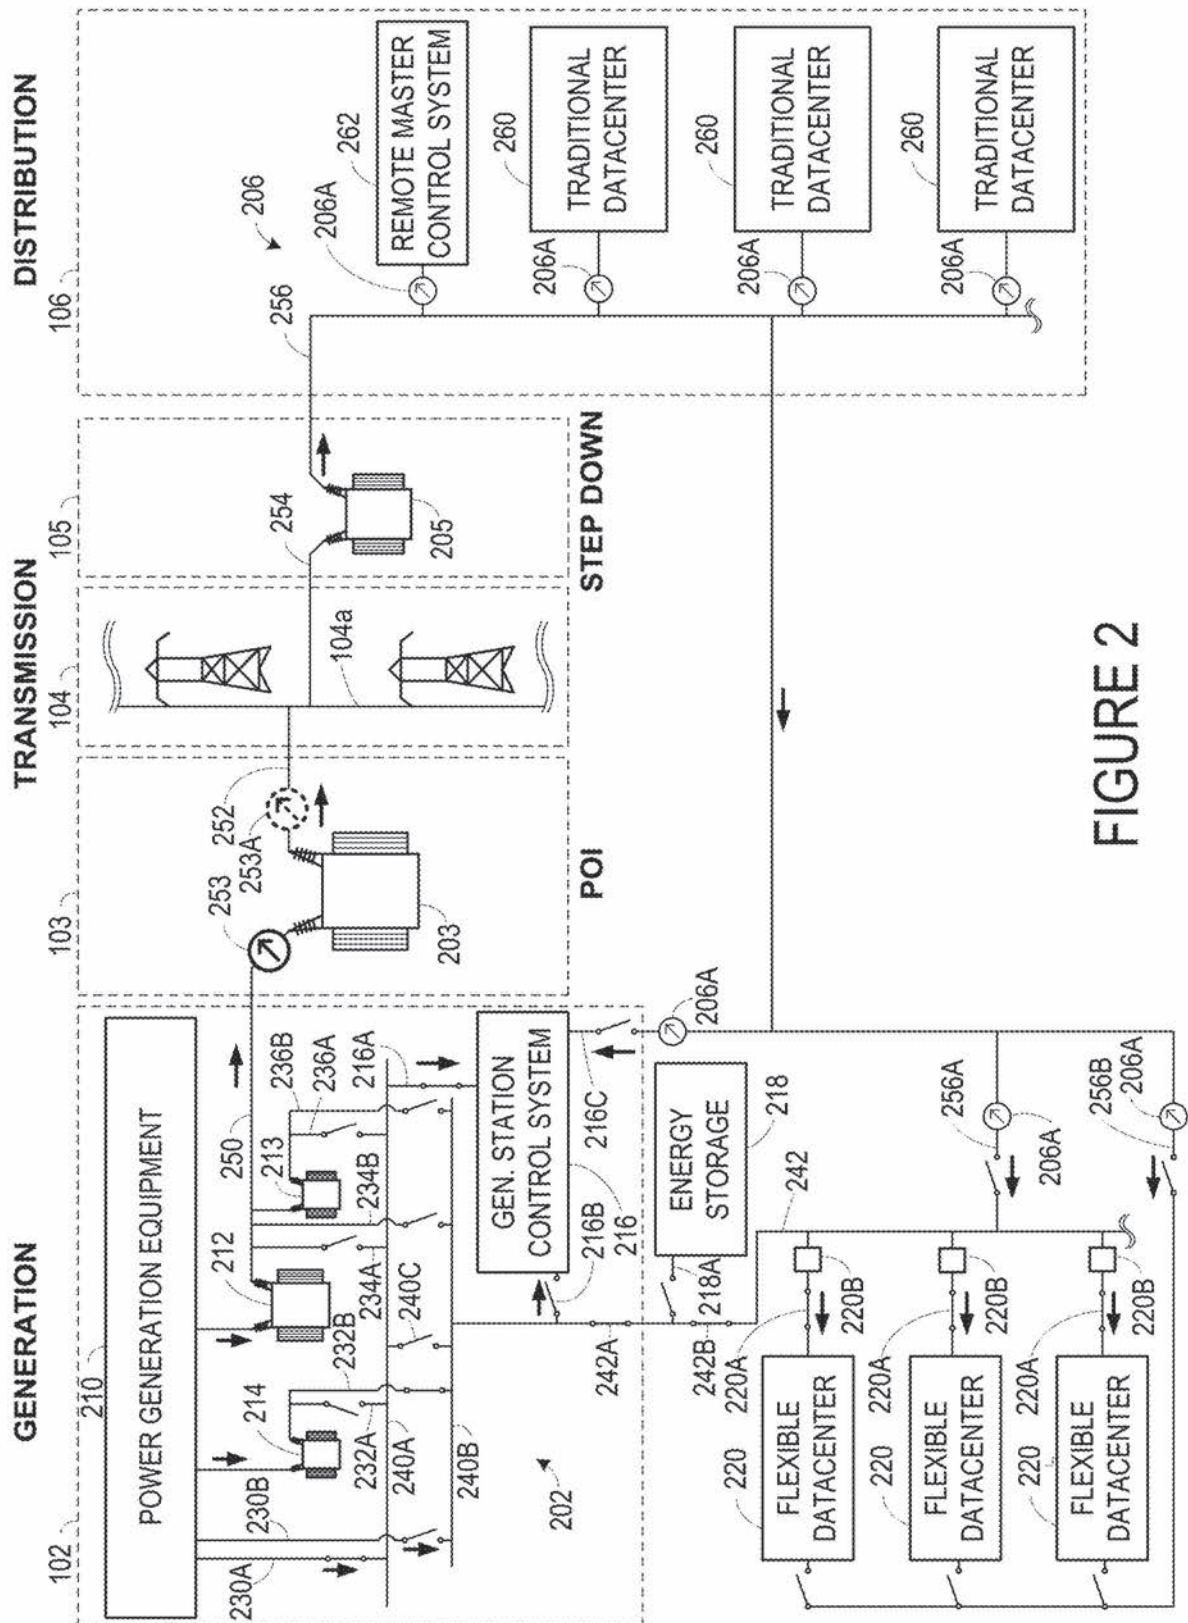 GENERATION
TRANSMISSION
DISTRIBUTION
102
210
POWER GENERATION EQUIPMENT
230A
230B
214
232A
232B
212
234A
234B
213
236A
236B
250
216A
240A
240B
240C
202
GEN. STATION
CONTROL SYSTEM
216
216B
216C
206A
242A
242B
218A
ENERGY
STORAGE
218
242
103
253
253A
252
203
POI
104
104a
105
254
205
STEP DOWN
106
256
206
206A
262
REMOTE MASTER
CONTROL SYSTEM
206A
260
TRADITIONAL
DATACENTER
206A
260
TRADITIONAL
DATACENTER
206A
260
TRADITIONAL
DATACENTER
220
FLEXIBLE
DATACENTER
220A
220B
220
FLEXIBLE
DATACENTER
220A
220B
220
FLEXIBLE
DATACENTER
220A
220B
256A
206A
256B
206A
FIGURE 2